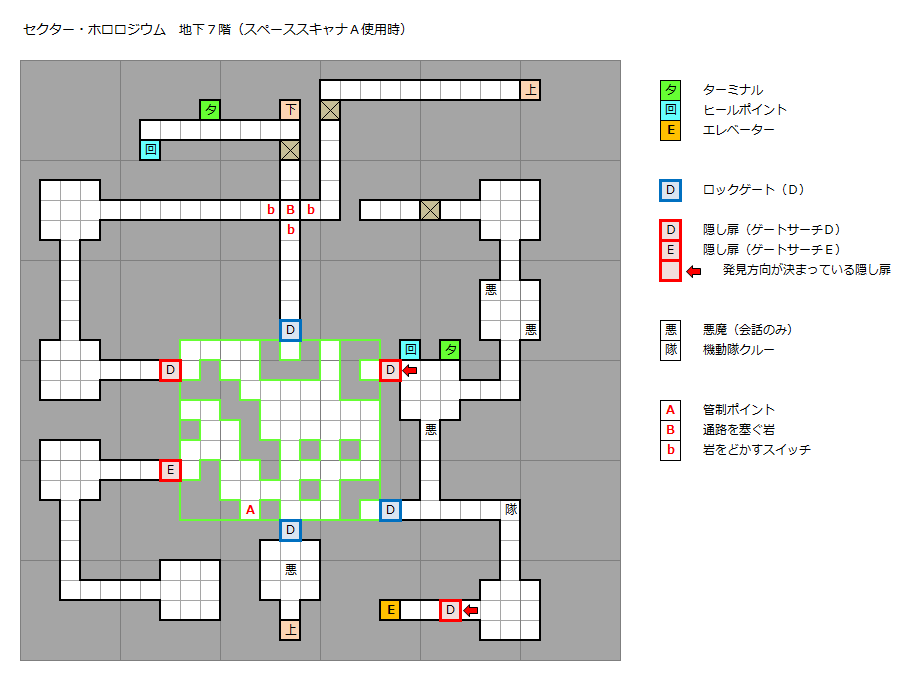 セクター・ホロロジウム　地下７階（スペーススキャナＡ使用時）
上
タ
下
回
b B b
b
悪
悪
D
回 タ
D
D
悪
E
A
D
隊
D
悪
E
D
上
タ ターミナル
回 ヒールポイント
E エレベーター
D ロックゲート（Ｄ）
D 隠し扉（ゲートサーチＤ）
E 隠し扉（ゲートサーチＥ）
発見方向が決まっている隠し扉
悪 悪魔（会話のみ）
隊 機動隊クルー
A 管制ポイント
B 通路を塞ぐ岩
b 岩をどかすスイッチ